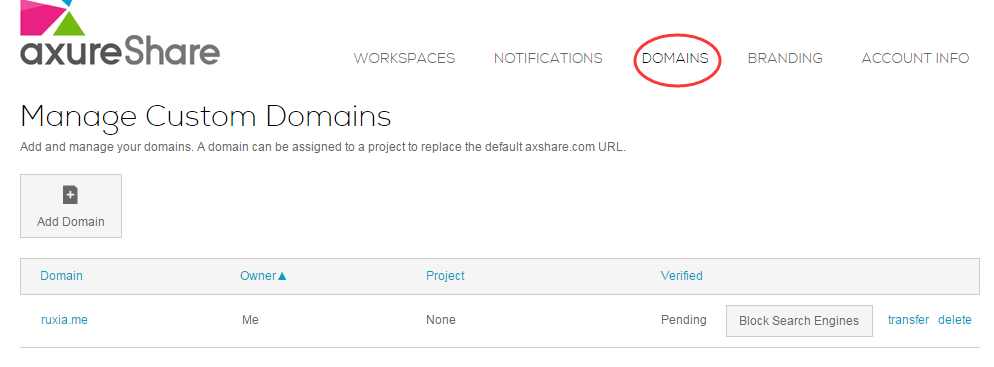 axureShare
WORKSPACES NOTIFICATIONS DOMAINS BRANDING ACCOUNT INFO
Manage Custom Domains
Add and manage your domains. A domain can be assigned to a project to replace the default axshare.com URL.
Add Domain
Domain Owner▲ Project Verified
ruxia.me Me None Pending Block Search Engines transfer delete